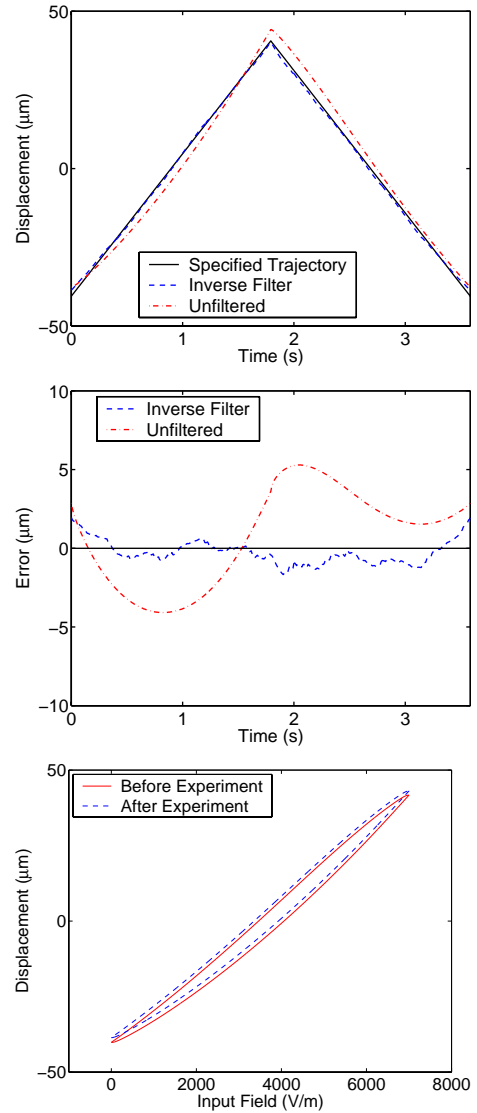 50
0
−50
Displacement (μm)
Specified Trajectory
Inverse Filter
Unfiltered
0 1 2 3
Time (s)
10
5
0
−5
−10
Error (μm)
Inverse Filter
Unfiltered
0 1 2 3
Time (s)
50
0
−50
Displacement (μm)
Before Experiment
After Experiment
0 2000 4000 6000 8000
Input Field (V/m)